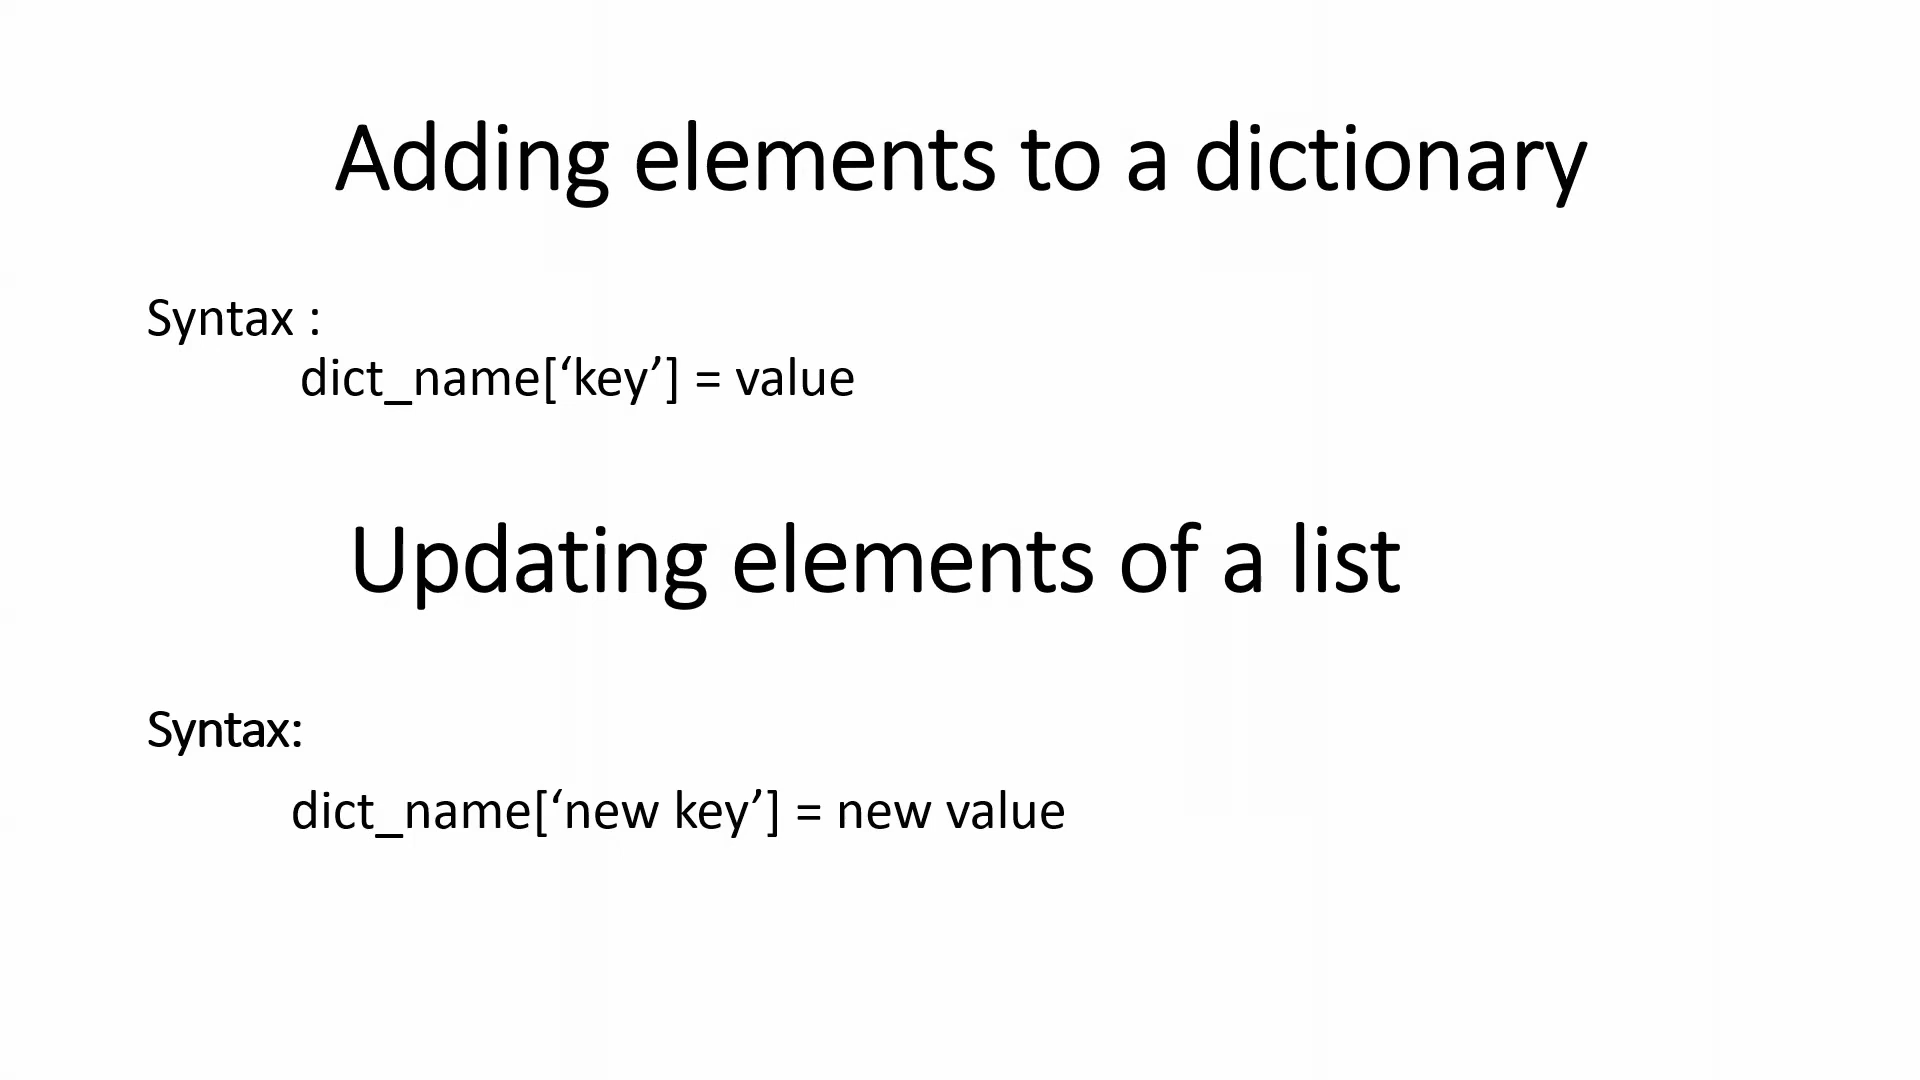 Adding elements to a dictionary
Syntax :
dict_name[‘key’] = value
Updating elements of a list
Syntax:
dict_name[‘new key’] = new value